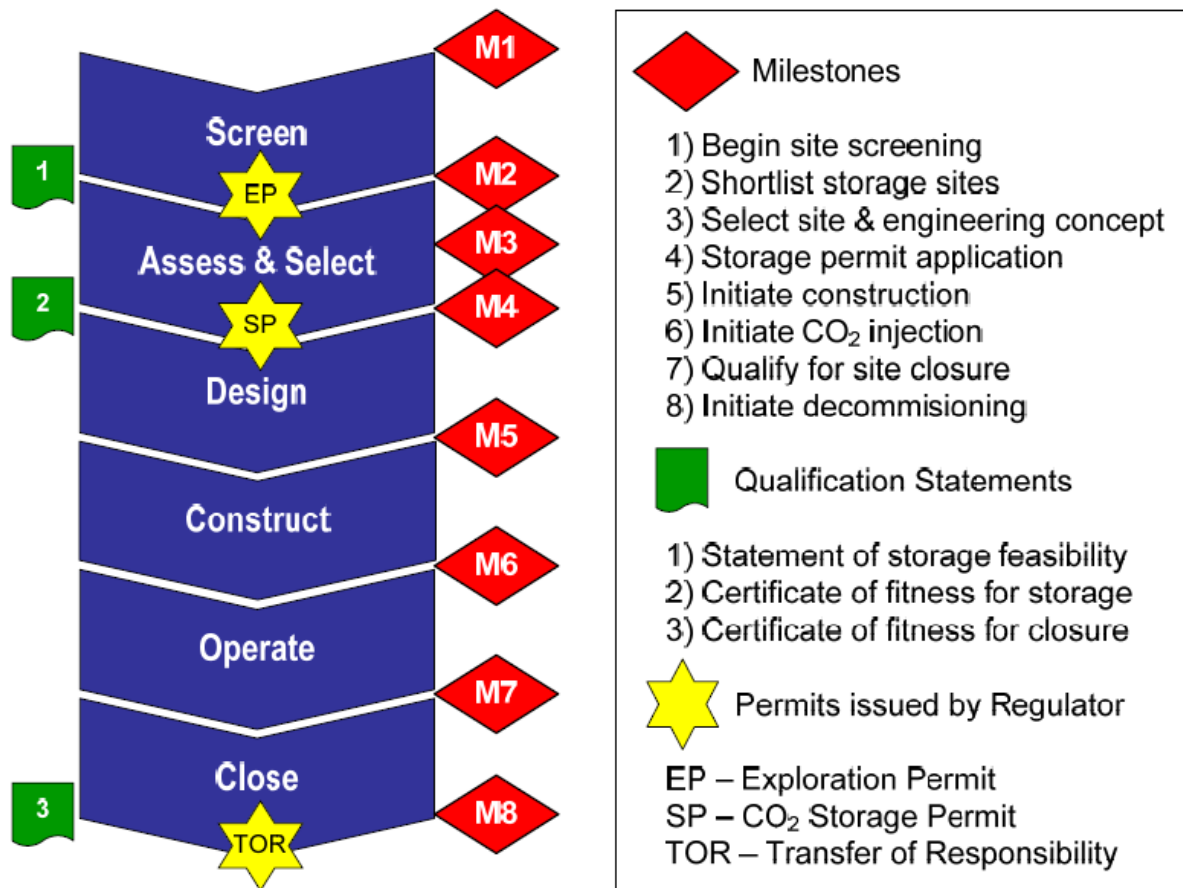 M1
Screen
1
EP
M2
M3
Assess & Select
2
SP
M4
Design
M5
Construct
M6
Operate
M7
Close
3
TOR
M8
Milestones
1) Begin site screening
2) Shortlist storage sites
3) Select site & engineering concept
4) Storage permit application
5) Initiate construction
6) Initiate CO₂ injection
7) Qualify for site closure
8) Initiate decommisioning
Qualification Statements
1) Statement of storage feasibility
2) Certificate of fitness for storage
3) Certificate of fitness for closure
Permits issued by Regulator
EP – Exploration Permit
SP – CO₂ Storage Permit
TOR – Transfer of Responsibility